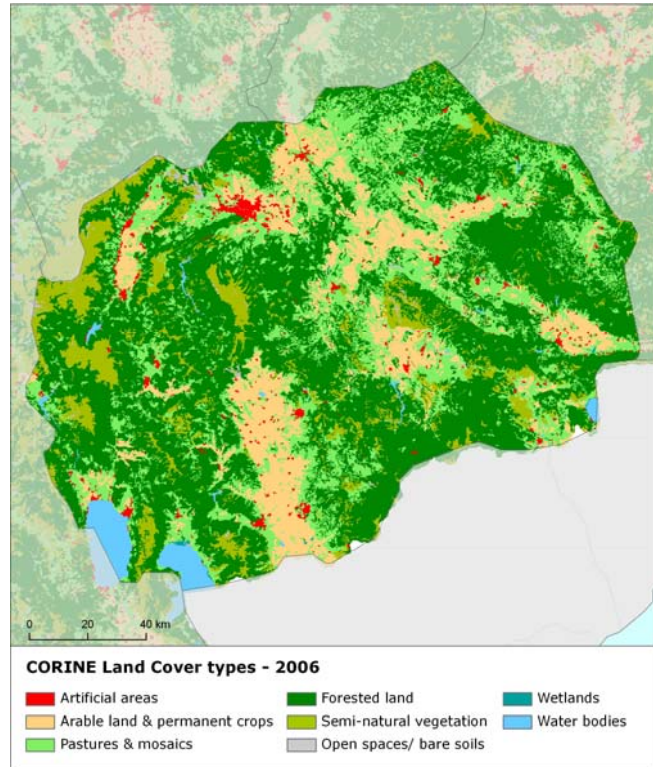 0 20 40 km
CORINE Land Cover types - 2006
Artificial areas
Forested land
Wetlands
Arable land & permanent crops
Semi-natural vegetation
Water bodies
Pastures & mosaics
Open spaces/ bare soils